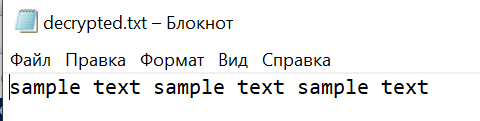 decrypted.txt – Блокнот
Файл Правка Формат Вид Справка
sample text sample text sample text